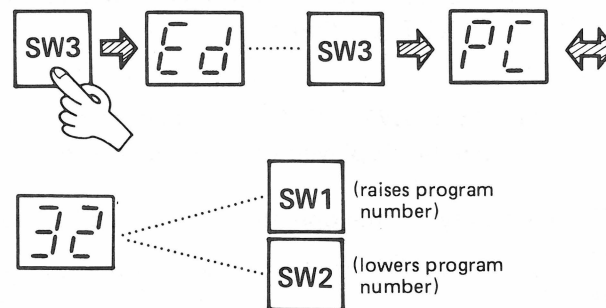 SW3 Ed SW3 PC
32 SW1 (raises program
number)
SW2 (lowers program
number)